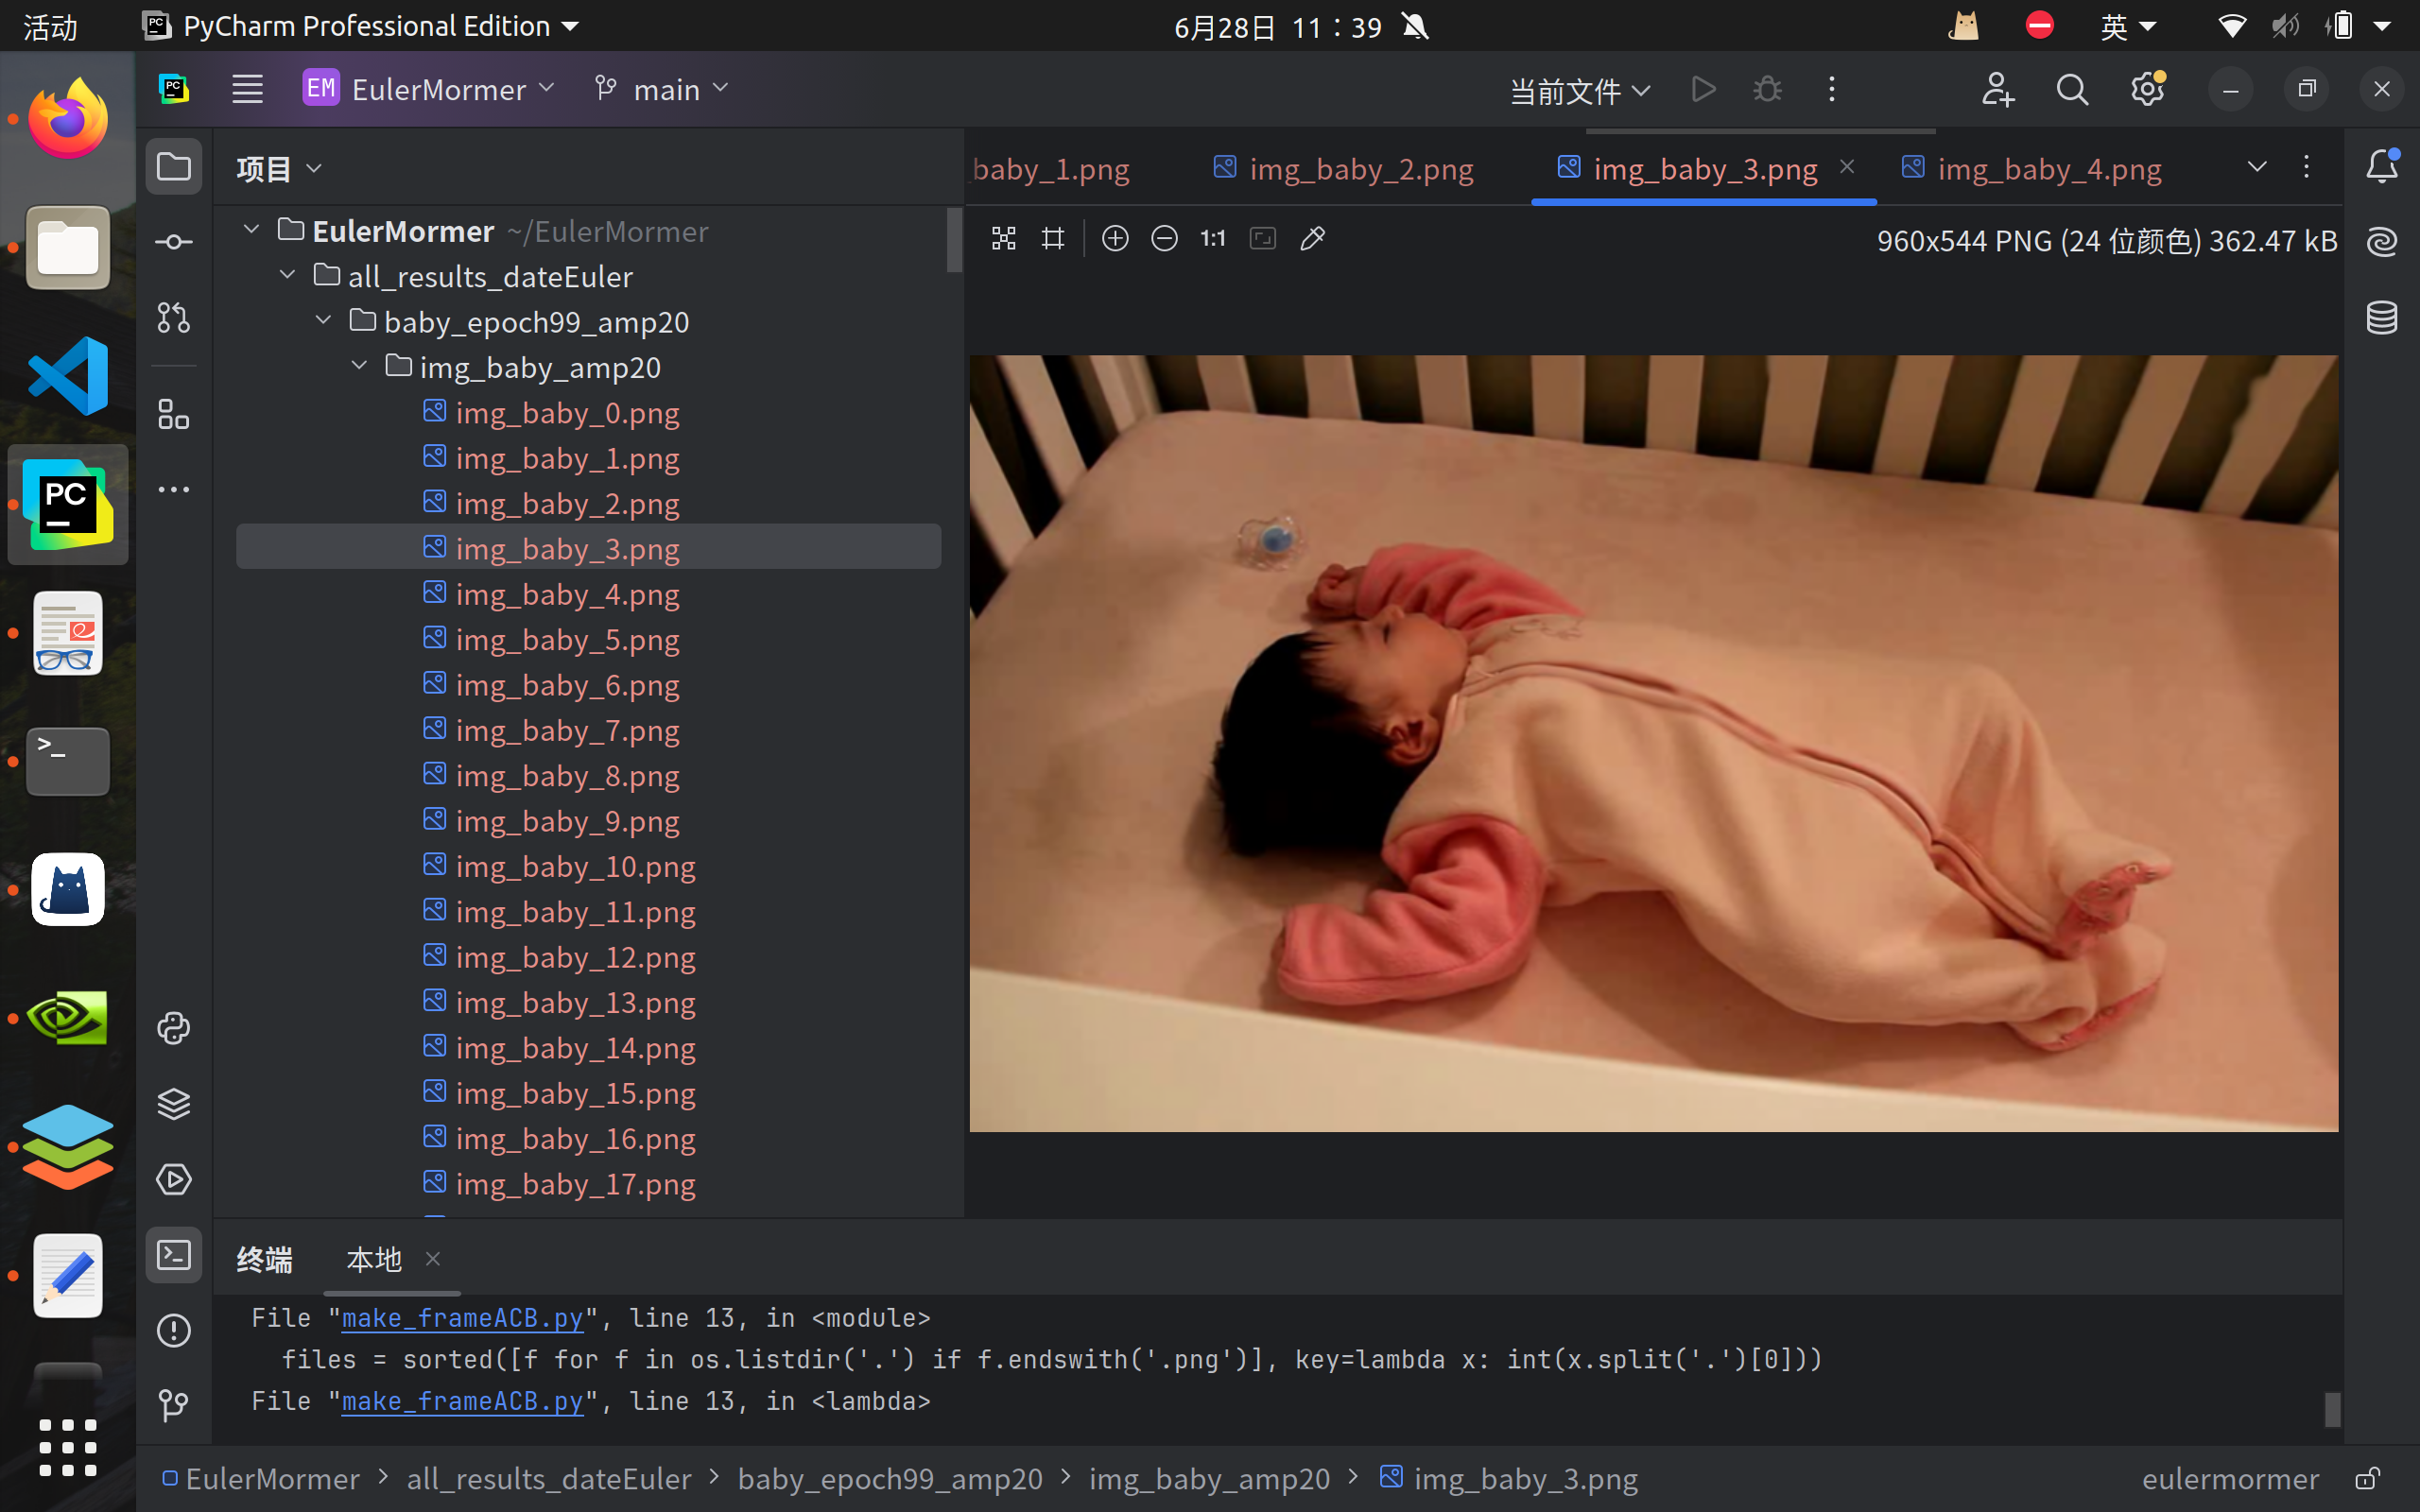 活动
PyCharm Professional Edition
6月28日 11：39
英
EM EulerMormer
main
当前文件
项目
baby_1.png
img_baby_2.png
img_baby_3.png
img_baby_4.png
960x544 PNG (24 位颜色) 362.47 kB
1:1
EulerMormer ~/EulerMormer
all_results_dateEuler
baby_epoch99_amp20
img_baby_amp20
img_baby_0.png
img_baby_1.png
img_baby_2.png
img_baby_3.png
img_baby_4.png
img_baby_5.png
img_baby_6.png
img_baby_7.png
img_baby_8.png
img_baby_9.png
img_baby_10.png
img_baby_11.png
img_baby_12.png
img_baby_13.png
img_baby_14.png
img_baby_15.png
img_baby_16.png
img_baby_17.png
PC
终端
本地
File "make_frameACB.py", line 13, in <module>
files = sorted([f for f in os.listdir('.') if f.endswith('.png')], key=lambda x: int(x.split('.')[0]))
File "make_frameACB.py", line 13, in <lambda>
EulerMormer > all_results_dateEuler > baby_epoch99_amp20 > img_baby_amp20 > img_baby_3.png
eulermormer